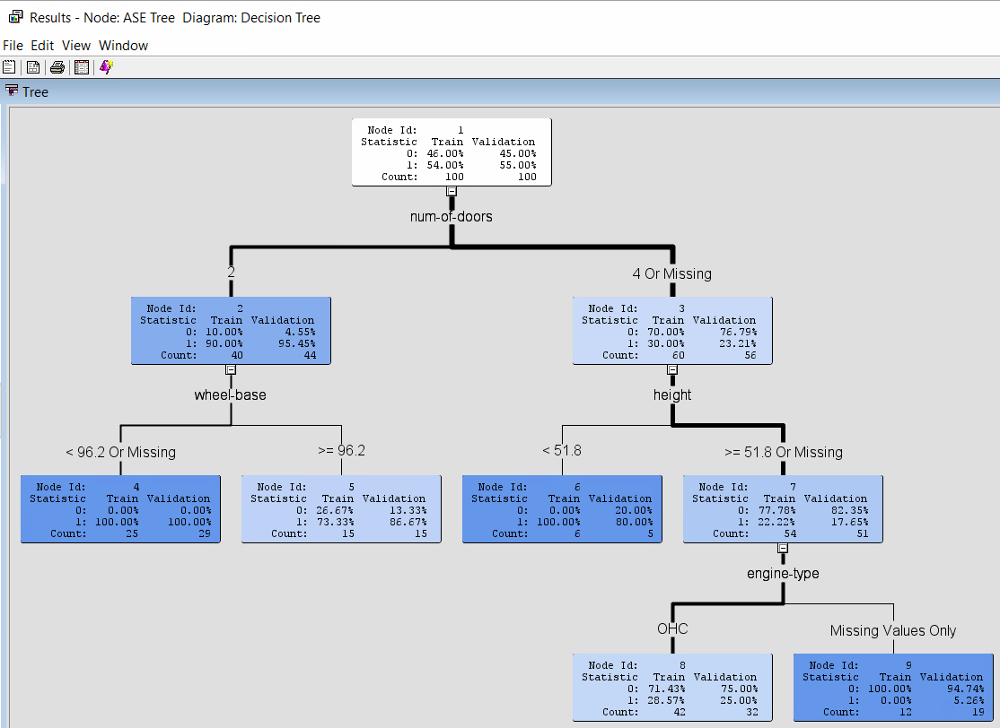 Results - Node: ASE Tree Diagram: Decision Tree
File Edit View Window
Tree
Node Id: 1
Statistic Train Validation
0: 46.00% 45.00%
1: 54.00% 55.00%
Count: 100 100
num-of-doors
2
4 Or Missing
Node Id: 2
Statistic Train Validation
0: 10.00% 4.55%
1: 90.00% 95.45%
Count: 40 44
Node Id: 3
Statistic Train Validation
0: 70.00% 76.79%
1: 30.00% 23.21%
Count: 60 56
wheel-base
height
< 96.2 Or Missing
>= 96.2
< 51.8
>= 51.8 Or Missing
Node Id: 4
Statistic Train Validation
0: 0.00% 0.00%
1: 100.00% 100.00%
Count: 25 29
Node Id: 5
Statistic Train Validation
0: 26.67% 13.33%
1: 73.33% 86.67%
Count: 15 15
Node Id: 6
Statistic Train Validation
0: 0.00% 20.00%
1: 100.00% 80.00%
Count: 6 5
Node Id: 7
Statistic Train Validation
0: 77.78% 82.35%
1: 22.22% 17.65%
Count: 54 51
engine-type
OHC
Missing Values Only
Node Id: 8
Statistic Train Validation
0: 71.43% 75.00%
1: 28.57% 25.00%
Count: 42 32
Node Id: 9
Statistic Train Validation
0: 100.00% 94.74%
1: 0.00% 5.26%
Count: 12 19